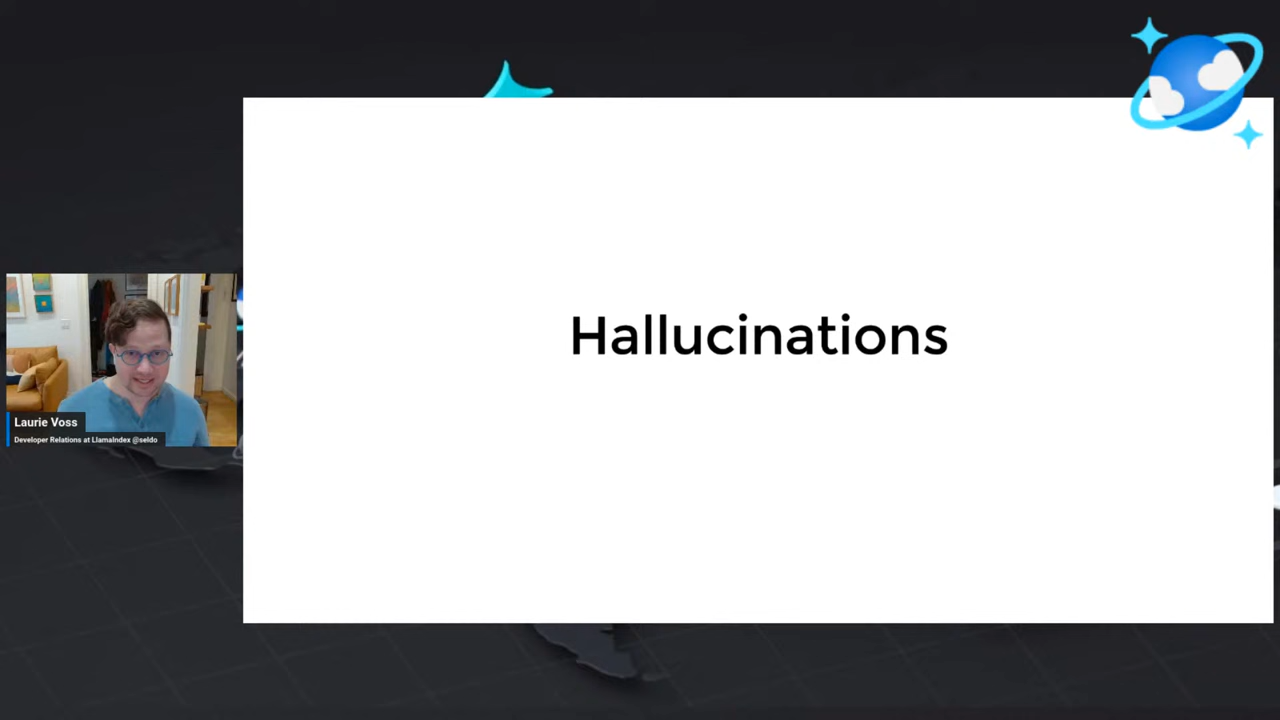 Hallucinations
Laurie Voss
Developer Relations at LlamaIndex @seldo